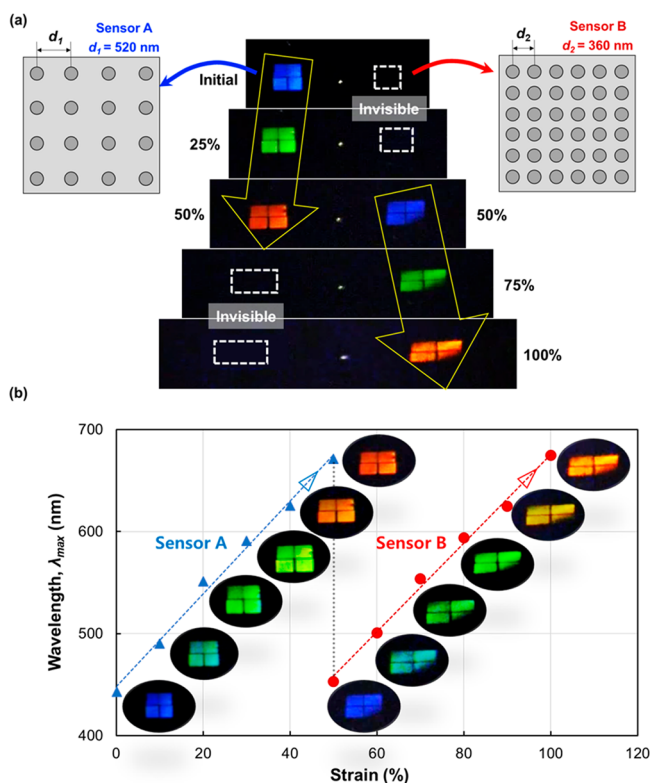 (a)
Sensor A
d₁ = 520 nm
d₁
Sensor B
d₂ = 360 nm
d₂
Initial
Invisible
25%
50%
50%
75%
Invisible
100%
(b)
Wavelength, λmax (nm)
700
600
500
400
Sensor A
Sensor B
0
20
40
60
80
100
120
Strain (%)